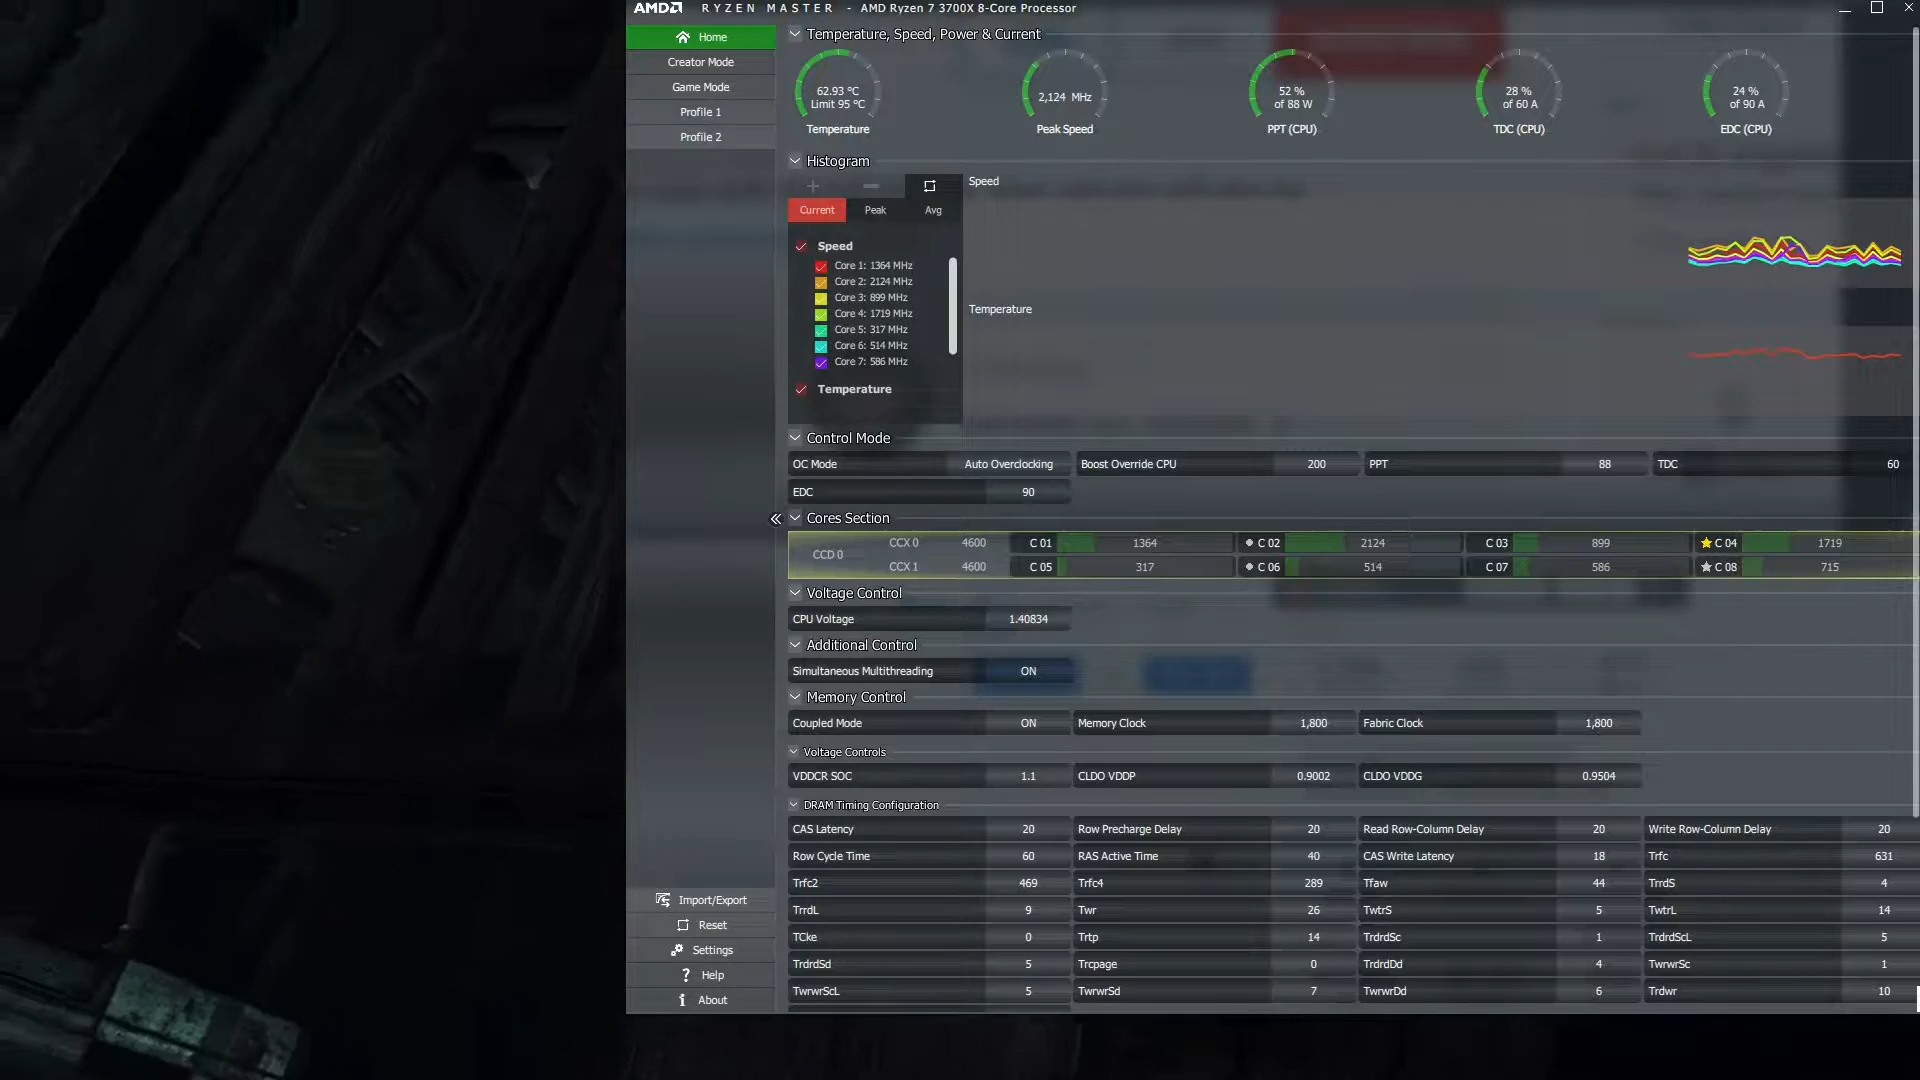 AMD RYZEN MASTER - AMD Ryzen 7 3700X 8-Core Processor
Home
Creator Mode
Game Mode
Profile 1
Profile 2
Import/Export
Reset
Settings
? Help
i About
Temperature, Speed, Power & Current
62.93 °C
Limit 95 °C
Temperature
2,124 MHz
Peak Speed
52 %
of 88 W
PPT (CPU)
28 %
of 60 A
TDC (CPU)
24 %
of 90 A
EDC (CPU)
Histogram
Current Peak Avg
Speed
Core 1: 1364 MHz
Core 2: 2124 MHz
Core 3: 899 MHz
Core 4: 1719 MHz
Core 5: 317 MHz
Core 6: 514 MHz
Core 7: 586 MHz
Temperature
Speed
Temperature
Control Mode
OC Mode Auto Overclocking Boost Override CPU 200 PPT 88 TDC 60
EDC 90
Cores Section
CCD 0
CCX 0 4600 C 01 1364 C 02 2124 C 03 899 C 04 1719
CCX 1 4600 C 05 317 C 06 514 C 07 586 C 08 715
Voltage Control
CPU Voltage 1.40834
Additional Control
Simultaneous Multithreading ON
Memory Control
Coupled Mode ON Memory Clock 1,800 Fabric Clock 1,800
Voltage Controls
VDDCR SOC 1.1 CLDO VDDP 0.9002 CLDO VDDG 0.9504
DRAM Timing Configuration
CAS Latency 20 Row Precharge Delay 20 Read Row-Column Delay 20 Write Row-Column Delay 20
Row Cycle Time 60 RAS Active Time 40 CAS Write Latency 18 Trfc 631
Trfc2 469 Trfc4 289 Tfaw 44 TrrdS 4
TrrdL 9 Twr 26 TwtrS 5 TwtrL 14
TCke 0 Trtp 14 TrdrdSc 1 TrdrdScL 5
TrdrdSd 5 Trcpage 0 TrdrdDd 4 TwrwrSc 1
TwrwrScL 5 TwrwrSd 7 TwrwrDd 6 Trdwr 10